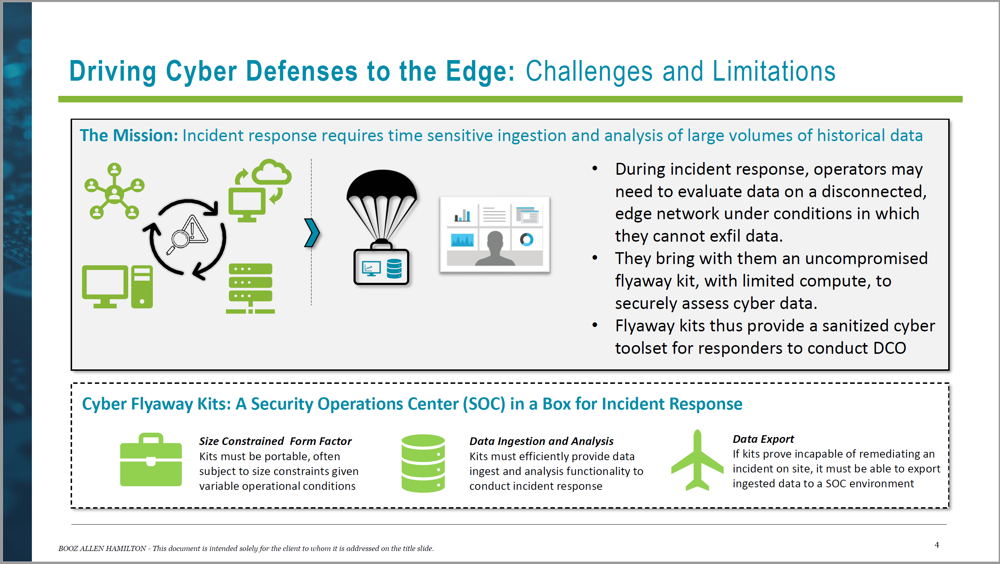 Driving Cyber Defenses to the Edge: Challenges and Limitations
The Mission: Incident response requires time sensitive ingestion and analysis of large volumes of historical data
• During incident response, operators may
need to evaluate data on a disconnected,
edge network under conditions in which
they cannot exfil data.
• They bring with them an uncompromised
flyaway kit, with limited compute, to
securely assess cyber data.
• Flyaway kits thus provide a sanitized cyber
toolset for responders to conduct DCO
Cyber Flyaway Kits: A Security Operations Center (SOC) in a Box for Incident Response
Size Constrained Form Factor
Kits must be portable, often
subject to size constraints given
variable operational conditions
Data Ingestion and Analysis
Kits must efficiently provide data
ingest and analysis functionality to
conduct incident response
Data Export
If kits prove incapable of remediating an
incident on site, it must be able to export
ingested data to a SOC environment
BOOZ ALLEN HAMILTON - This document is intended solely for the client to whom it is addressed on the title slide.
4